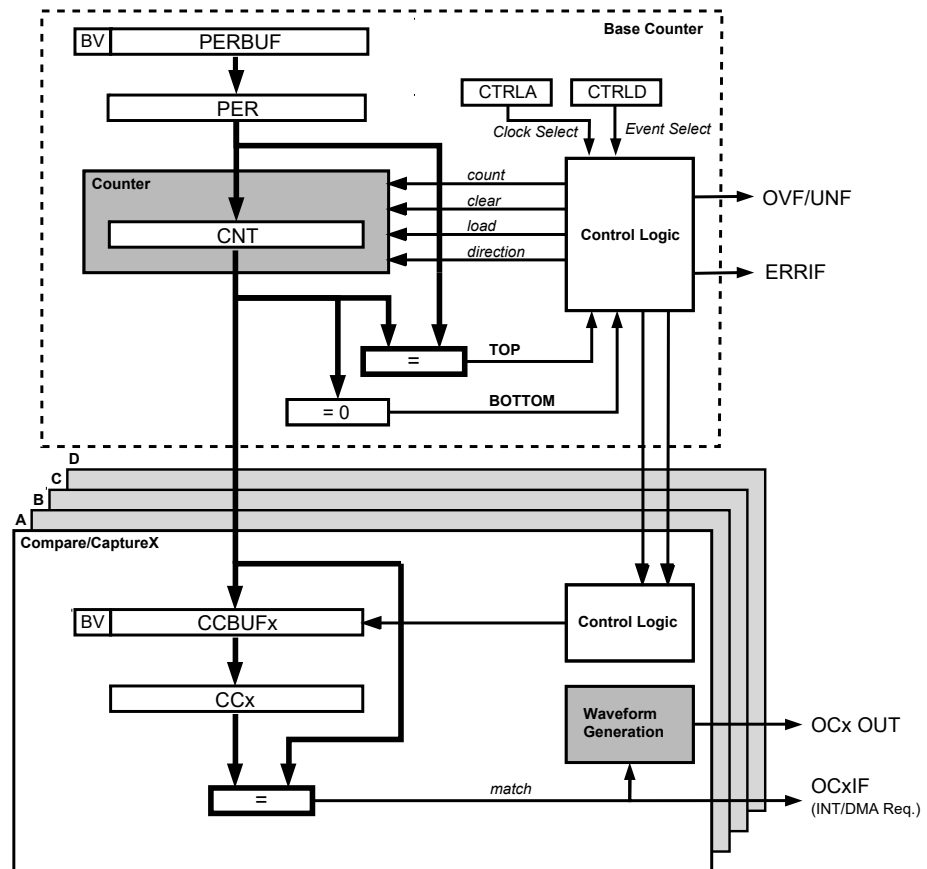 Base Counter
BV PERBUF
PER
CTRLA CTRLD
Clock Select Event Select
Counter
CNT
count
clear
load
direction
Control Logic
OVF/UNF
ERRIF
=
TOP
= 0
BOTTOM
D
C
B
A
Compare/CaptureX
BV CCBUFx
Control Logic
CCx
Waveform
Generation
OCx OUT
=
match
OCxIF
(INT/DMA Req.)